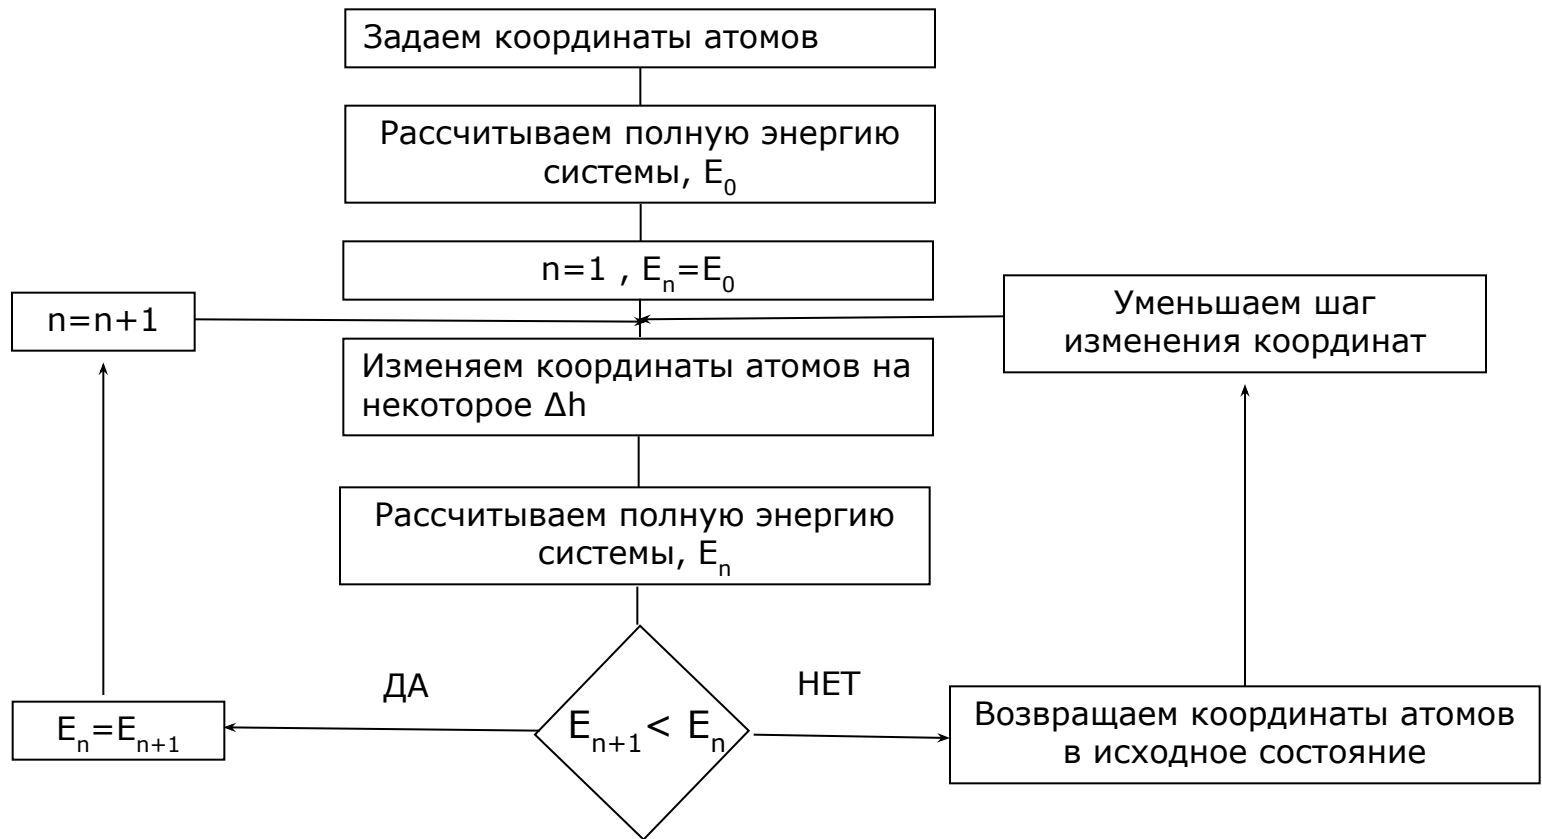 Задаем координаты атомов
Рассчитываем полную энергию
системы, E₀
n=1 , Eₙ=E₀
n=n+1
Уменьшаем шаг
изменения координат
Изменяем координаты атомов на
некоторое Δh
Рассчитываем полную энергию
системы, Eₙ
ДА
НЕТ
Eₙ₊₁< Eₙ
Eₙ=Eₙ₊₁
Возвращаем координаты атомов
в исходное состояние